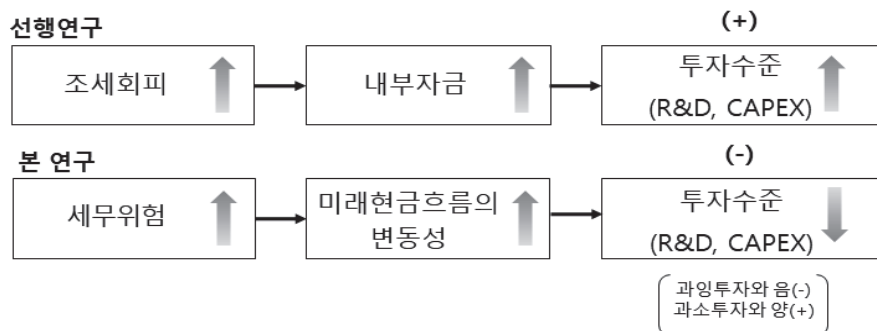 선행연구
(+)
조세회피
내부자금
투자수준
(R&D, CAPEX)
본 연구
(-)
세무위험
미래현금흐름의
변동성
투자수준
(R&D, CAPEX)
과잉투자와 음(-)
과소투자와 양(+)